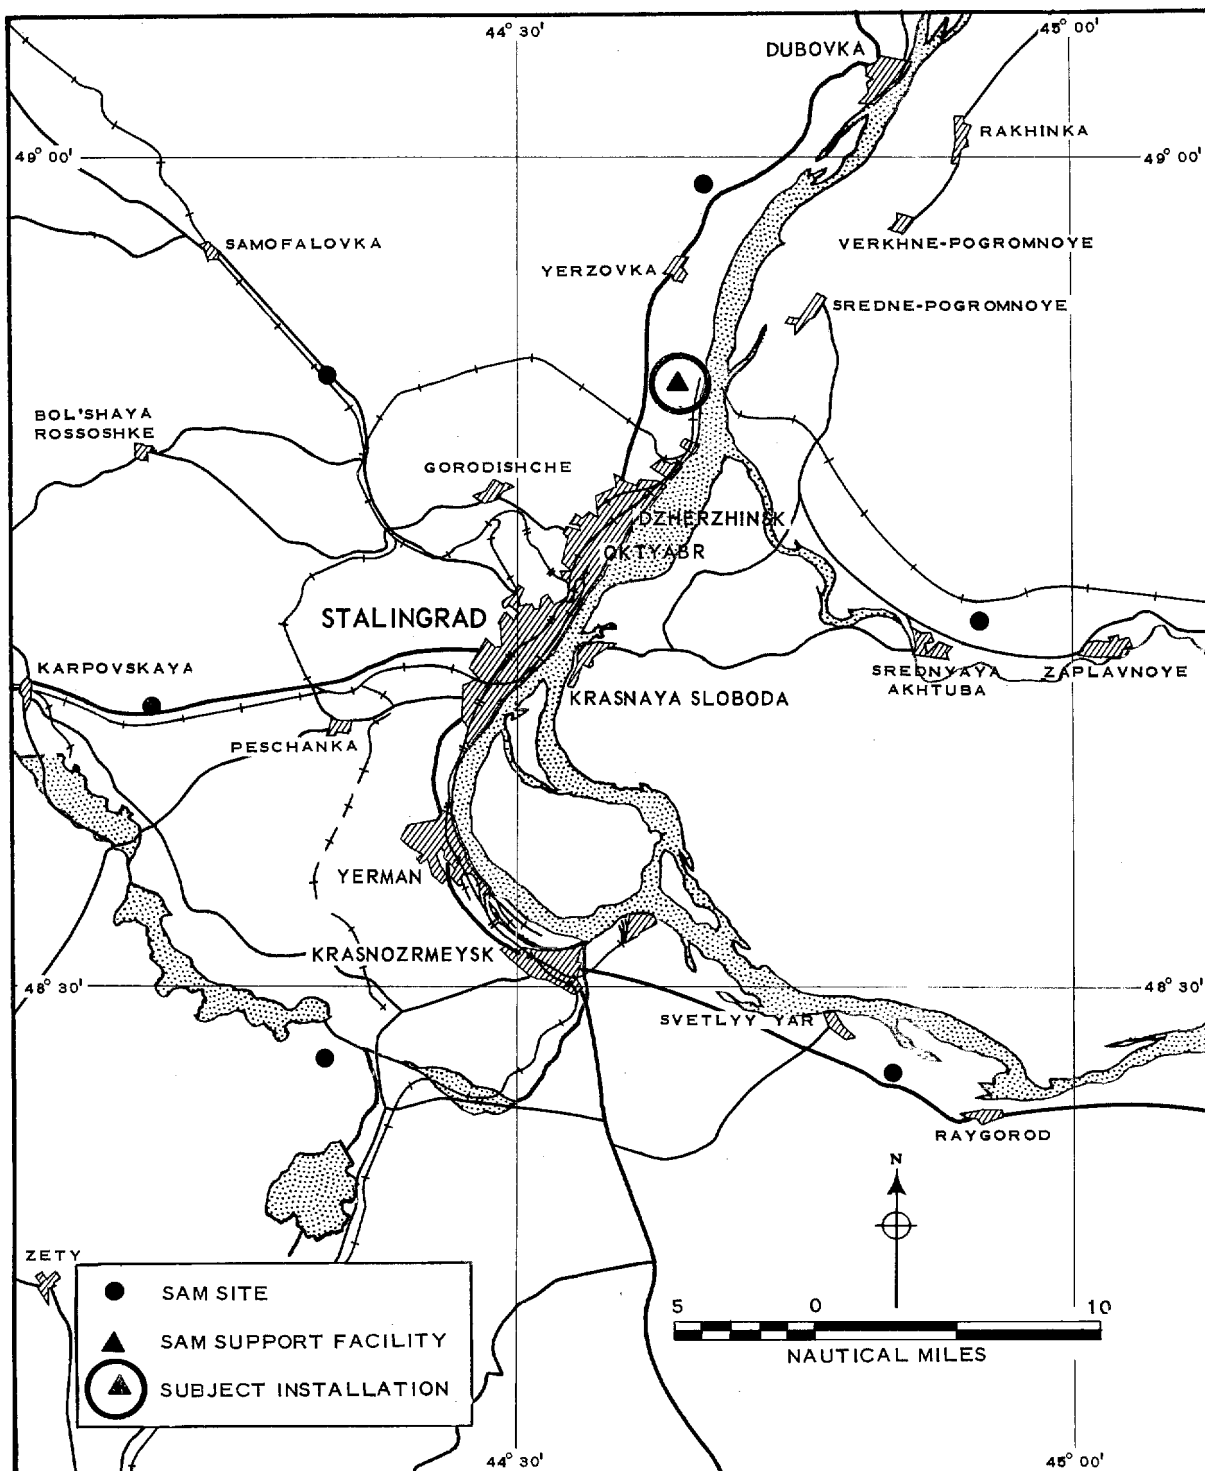 44° 30'
45° 00'
DUBOVKA
RAKHINKA
49° 00'
49° 00'
SAMOFALOVKA
VERKHNE-POGROMNOYE
YERZOVKA
SREDNE-POGROMNOYE
BOL'SHAYA
ROSSOSHKE
GORODISHCHE
DZHERZHINSK
OKTYABR
STALINGRAD
KARPOVSKAYA
SREDNYAYA
AKHTUBA
ZAPLAVNOYE
KRASNAYA SLOBODA
PESCHANKA
YERMAN
KRASNOZRMEYSK
48° 30'
48° 30'
SVETLYY YAR
RAYGOROD
N
ZETY
SAM SITE
SAM SUPPORT FACILITY
SUBJECT INSTALLATION
5 0 10
NAUTICAL MILES
44° 30'
45° 00'